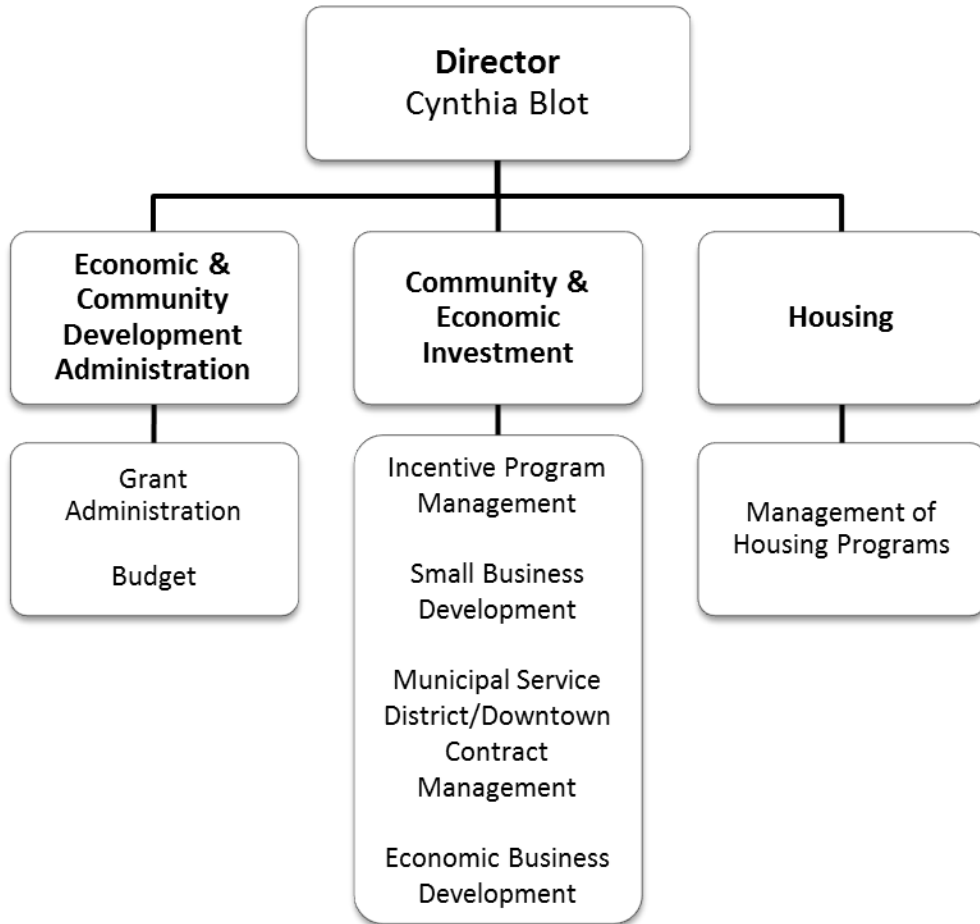 Director
Cynthia Blot
Economic &
Community
Development
Administration
Community &
Economic
Investment
Housing
Grant
Administration
Budget
Incentive Program
Management
Small Business
Development
Municipal Service
District/Downtown
Contract
Management
Economic Business
Development
Management of
Housing Programs